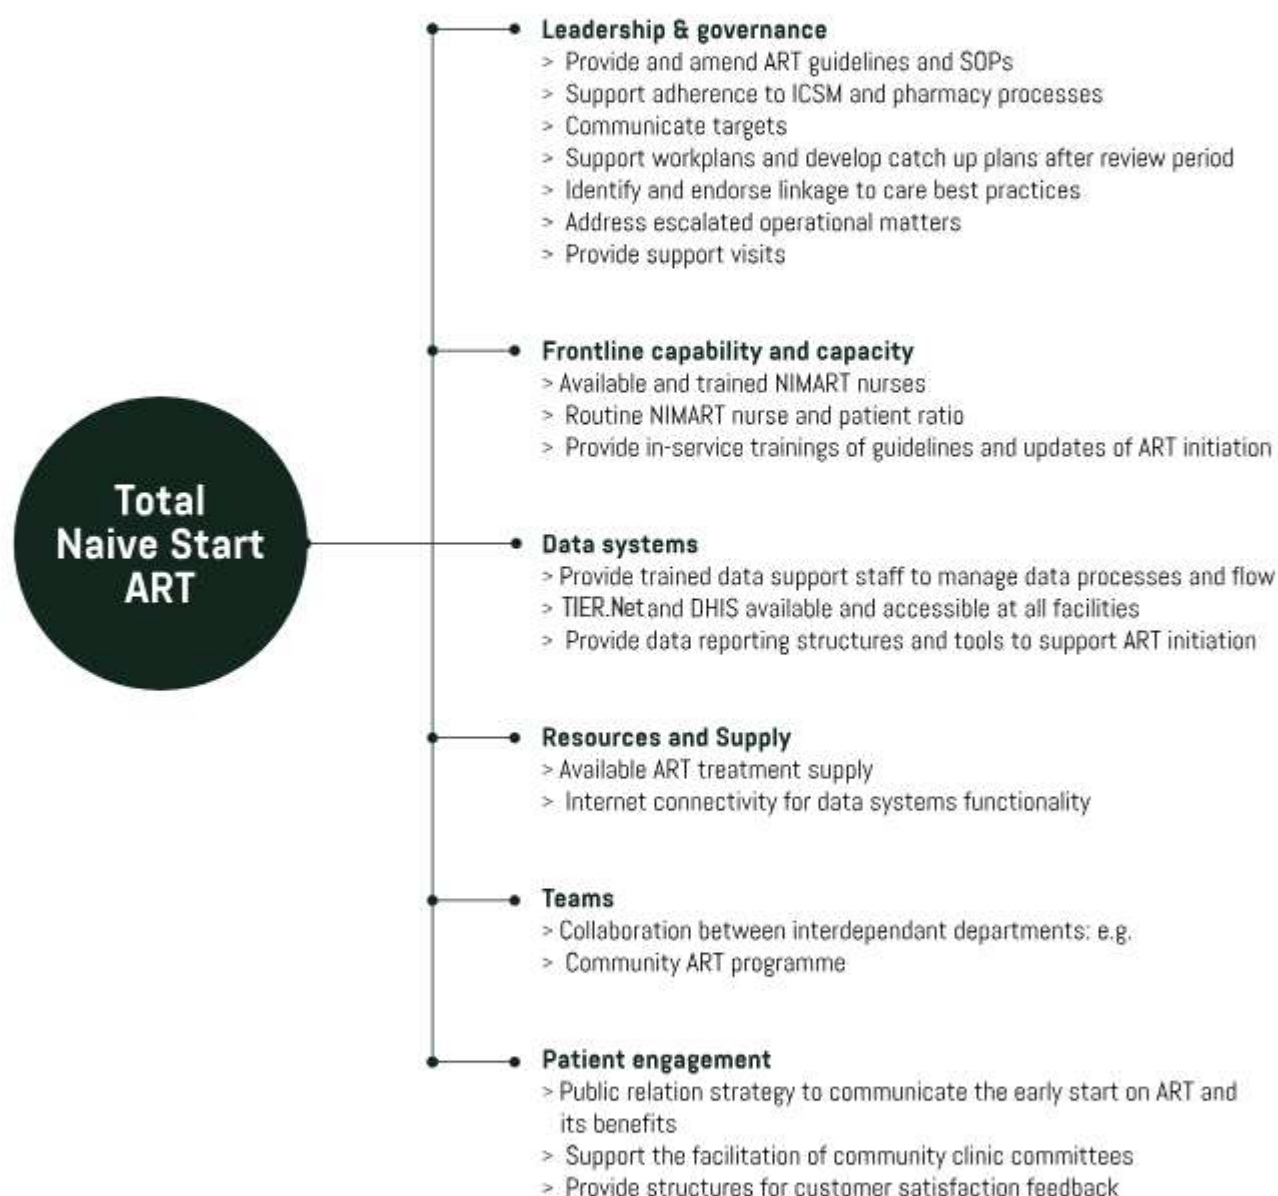 Leadership & governance
> Provide and amend ART guidelines and SOPs
> Support adherence to ICSM and pharmacy processes
> Communicate targets
> Support workplans and develop catch up plans after review period
> Identify and endorse linkage to care best practices
> Address escalated operational matters
> Provide support visits
Frontline capability and capacity
> Available and trained NIMART nurses
> Routine NIMART nurse and patient ratio
> Provide in-service trainings of guidelines and updates of ART initiation
Total
Naive Start
ART
Data systems
> Provide trained data support staff to manage data processes and flow
> TIER.Net and DHIS available and accessible at all facilities
> Provide data reporting structures and tools to support ART initiation
Resources and Supply
> Available ART treatment supply
> Internet connectivity for data systems functionality
Teams
> Collaboration between interdependant departments: e.g.
> Community ART programme
Patient engagement
> Public relation strategy to communicate the early start on ART and
its benefits
> Support the facilitation of community clinic committees
> Provide structures for customer satisfaction feedback